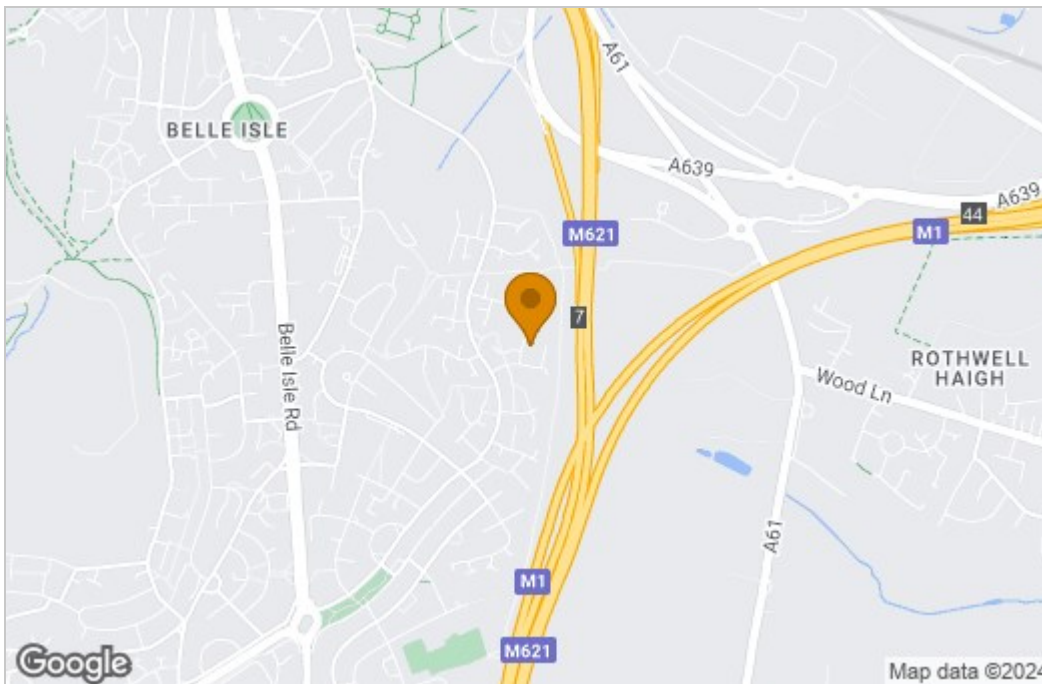 A61
BELLE ISLE
A639
A639
44
M1
M621
7
Belle Isle Rd
ROTHWELL
HAIGH
Wood Ln
A61
M1
M621
Google
Map data ©2024